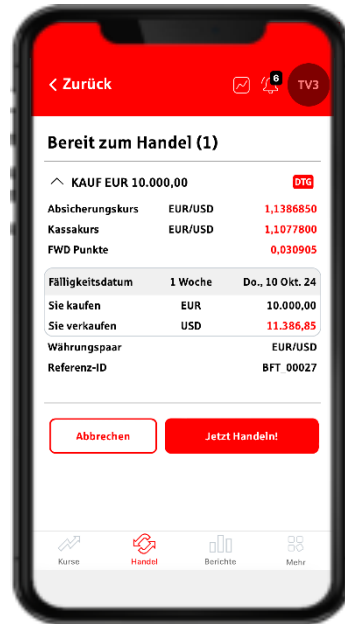 Zurück
6
TV3
Bereit zum Handel (1)
KAUF EUR 10.000,00 DTG
Absicherungskurs EUR/USD 1,1386850
Kassakurs EUR/USD 1,1077800
FWD Punkte 0,030905
Fälligkeitsdatum 1 Woche Do., 10 Okt. 24
Sie kaufen EUR 10.000,00
Sie verkaufen USD 11.386,85
Währungspaar EUR/USD
Referenz-ID BFT_00027
Abbrechen Jetzt Handeln!
Kurse Handel Berichte Mehr